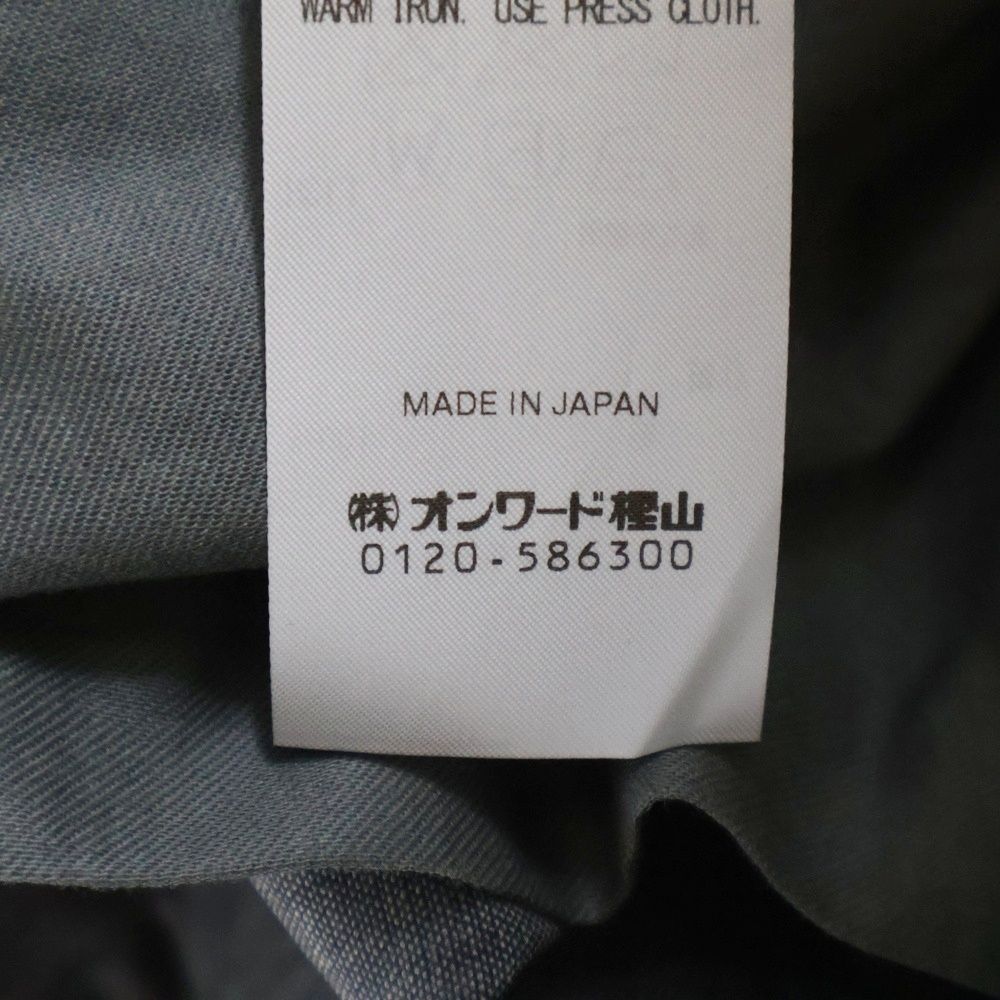 WARM IRON. USE PRESS CLOTH.
MADE IN JAPAN
㈱オンワード樫山
0120-586300